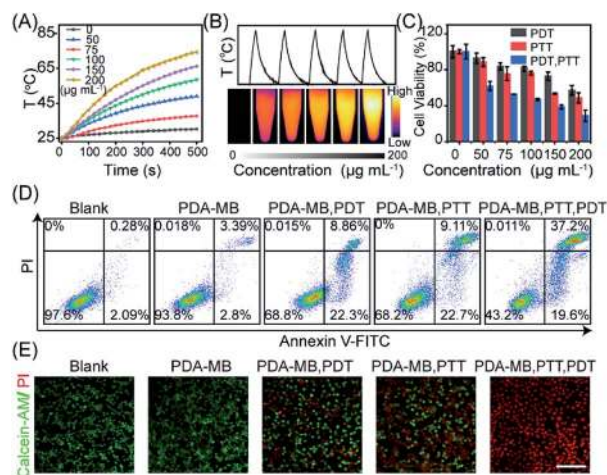 (A)
T (℃)
85
65
45
25
0
50
75
100
150
200
(μg mL⁻¹)
0 100 200 300 400 500
Time (s)
(B)
T (℃)
High
Low
0
200
Concentration (μg mL⁻¹)
(C)
Cell Viability (%)
120
80
40
0
PDT
PTT
PDT,PTT
0 50 75 100 150 200
Concentration (μg mL⁻¹)
(D)
Blank PDA-MB PDA-MB,PDT PDA-MB,PTT PDA-MB,PTT,PDT
PI
0% 0.28% 0.018% 3.39% 0.015% 8.86% 0% 9.11% 0.011% 37.2%
97.6% 2.09% 93.8% 2.8% 68.8% 22.3% 68.2% 22.7% 43.2% 19.6%
Annexin V-FITC
(E)
Blank PDA-MB PDA-MB,PDT PDA-MB,PTT PDA-MB,PTT,PDT
Calcein-AM/ PI